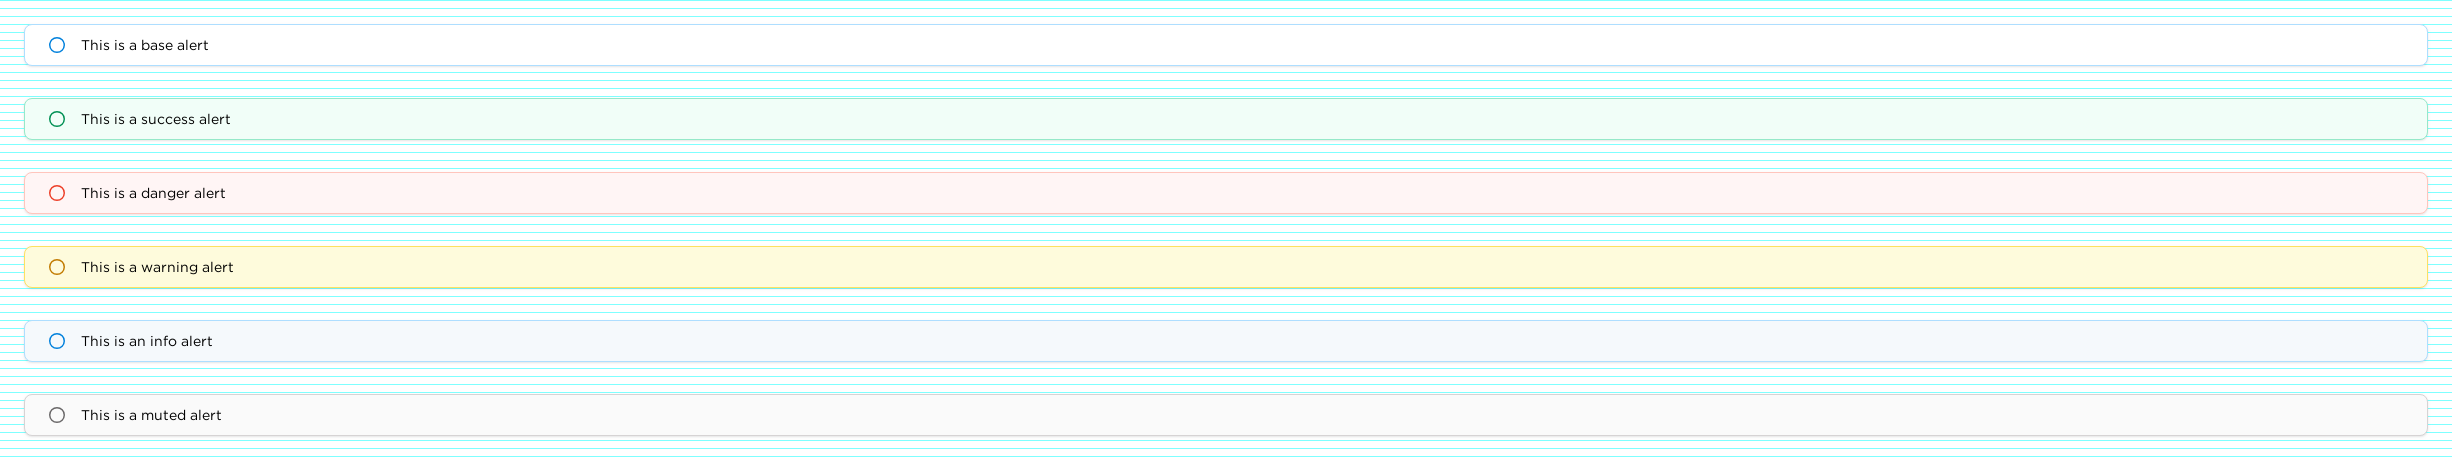 This is a base alert
This is a success alert
This is a danger alert
This is a warning alert
This is an info alert
This is a muted alert